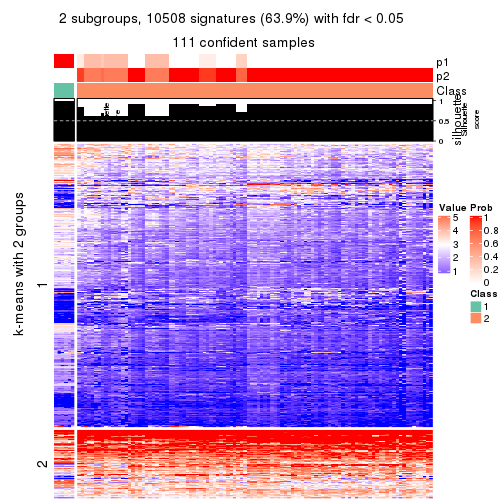 2 subgroups, 10508 signatures (63.9%) with fdr < 0.05
111 confident samples
p1
p2
Class
1
0.5
0
silhouette
Silhouette
score
k-means with 2 groups
1
2
Value
5
4
3
2
1
Prob
1
0.8
0.6
0.4
0.2
0
Class
1
2